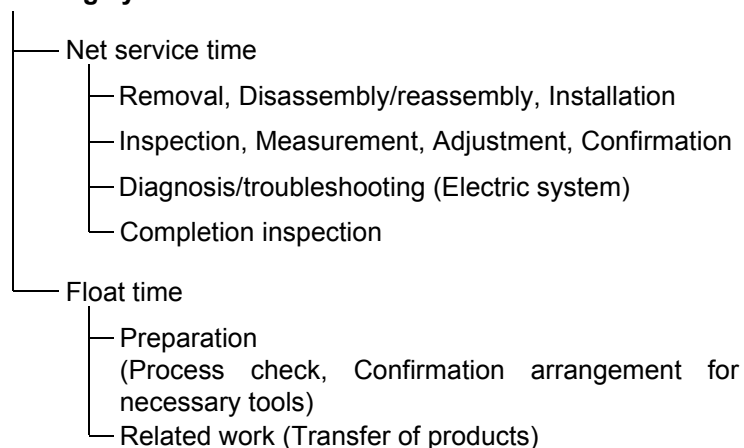 Net service time
Removal, Disassembly/reassembly, Installation
Inspection, Measurement, Adjustment, Confirmation
Diagnosis/troubleshooting (Electric system)
Completion inspection
Float time
Preparation
(Process check, Confirmation arrangement for
necessary tools)
Related work (Transfer of products)